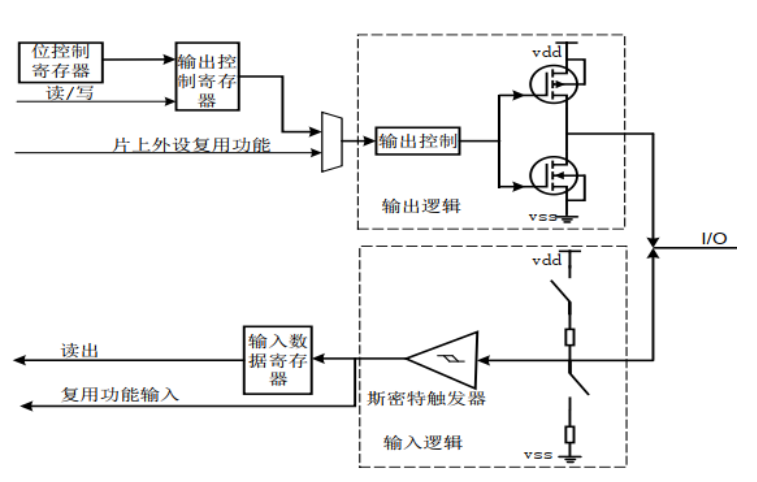 位控制
寄存器
输出控
制寄存
器
读/写
片上外设复用功能
输出控制
vdd
vss
输出逻辑
I/O
vdd
输入数
据寄存
器
读出
复用功能输入
斯密特触发器
输入逻辑
vss